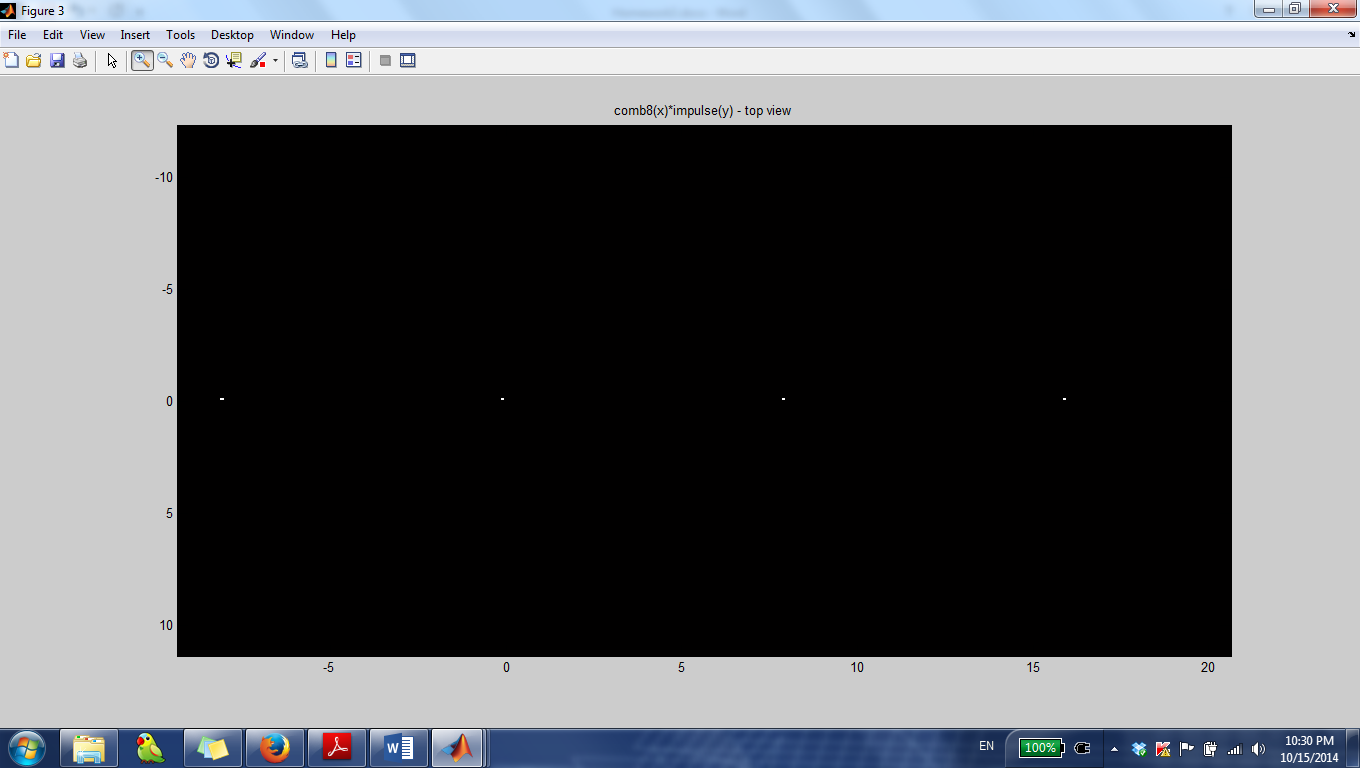 Figure 3
File Edit View Insert Tools Desktop Window Help
comb8(x)*impulse(y) - top view
-10
-5
0
5
10
-5 0 5 10 15 20
EN 100% 10:30 PM
10/15/2014